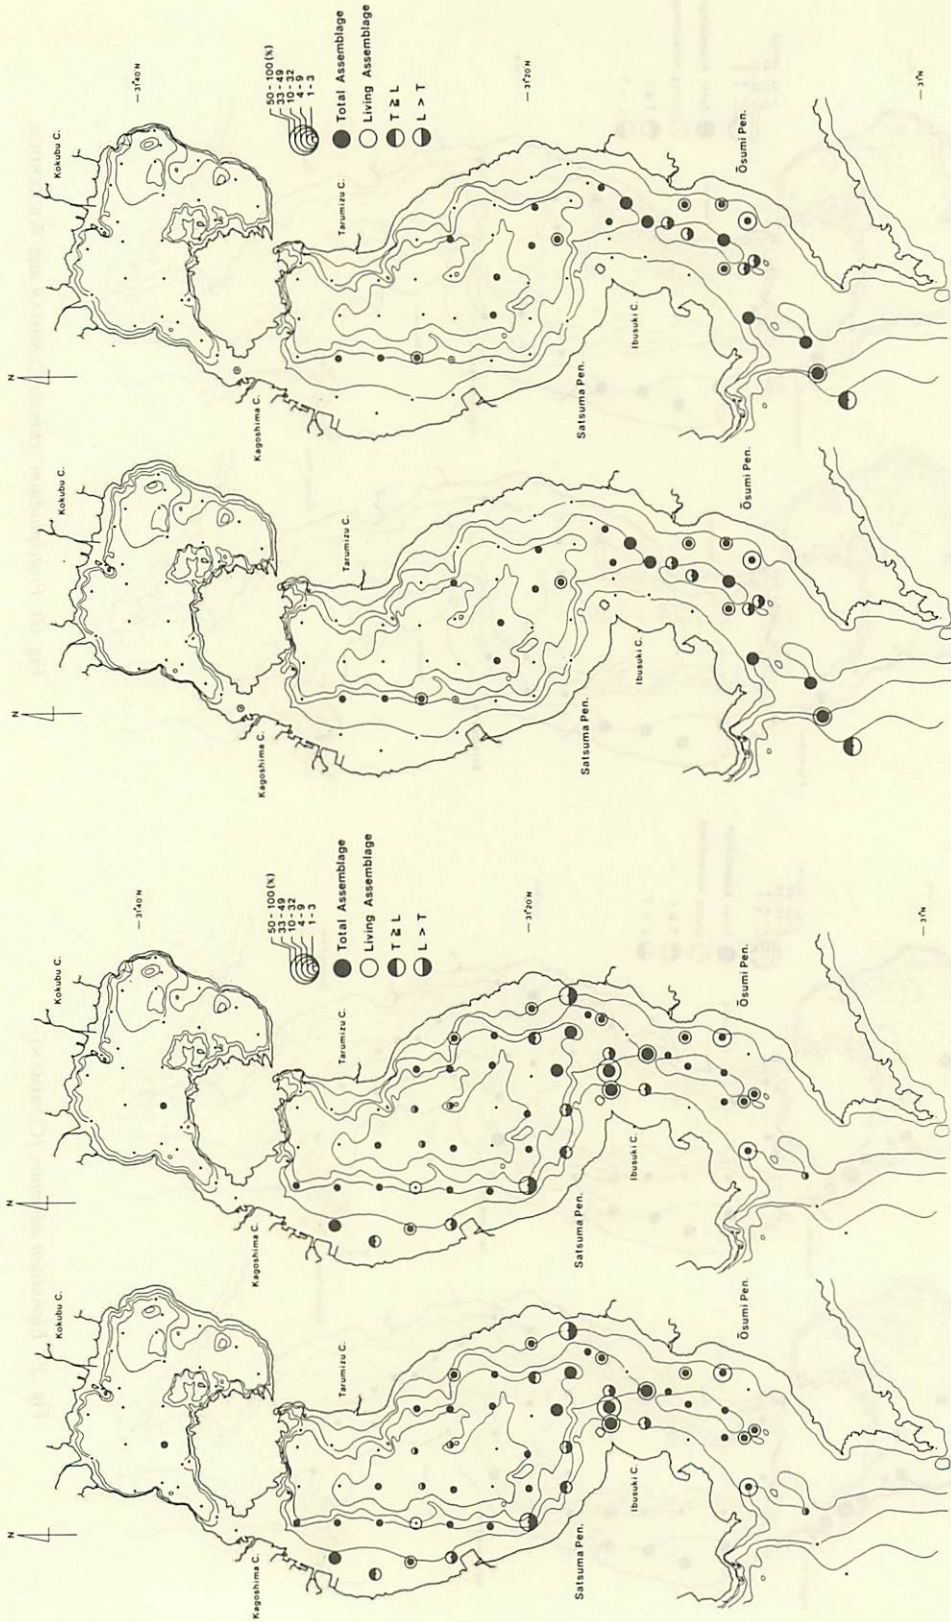 N
Kokubu C.
Kagoshima C.
Tarumizu C.
Satsuma Pen.
Ibusuki C.
Ōsumi Pen.
31°40'N
31°20'N
31°N
50-100(%)
33-49
10-32
4-9
1-3
Total Assemblage
Living Assemblage
T ≧ L
L > T
N
Kokubu C.
Kagoshima C.
Tarumizu C.
Satsuma Pen.
Ibusuki C.
Ōsumi Pen.
N
Kokubu C.
Kagoshima C.
Tarumizu C.
Satsuma Pen.
Ibusuki C.
Ōsumi Pen.
31°40'N
31°20'N
31°N
50-100(%)
33-49
10-32
4-9
1-3
Total Assemblage
Living Assemblage
T ≧ L
L > T
N
Kokubu C.
Kagoshima C.
Tarumizu C.
Satsuma Pen.
Ibusuki C.
Ōsumi Pen.